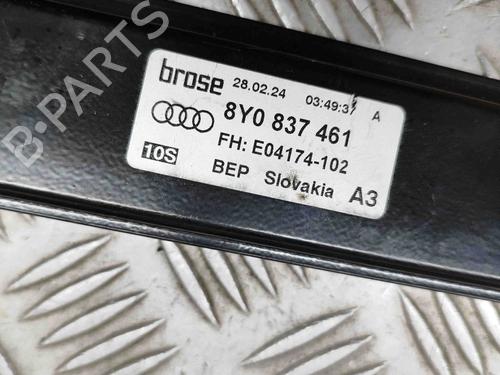 B-PARTS
brose 28.02.24 03:49:37 A
8Y0 837 461
FH: E04174-102
10S BEP Slovakia A3